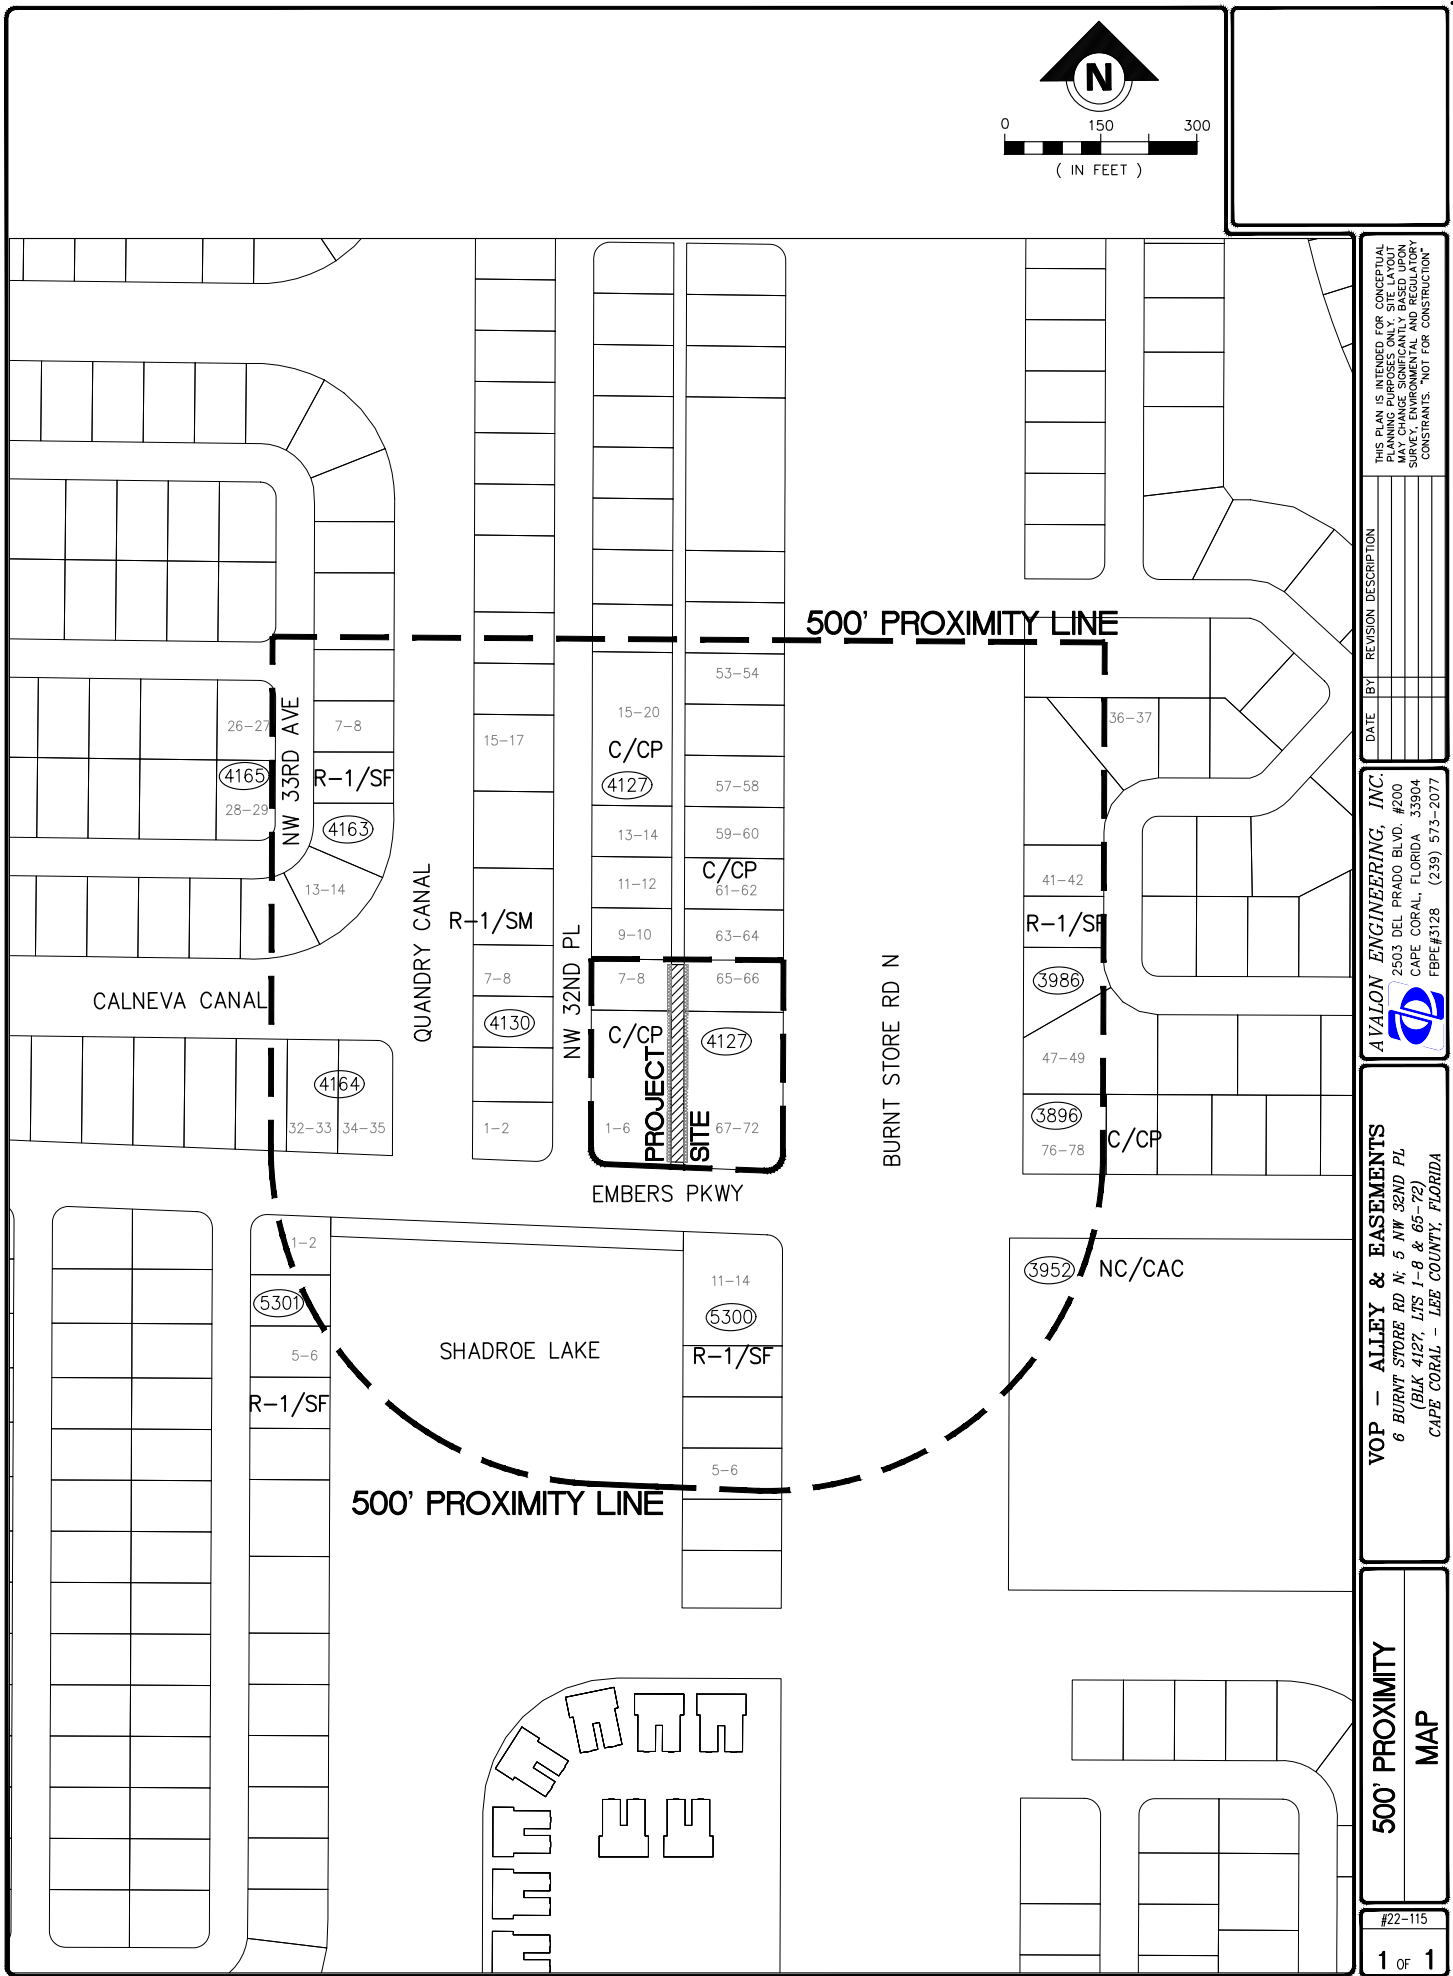 N
0 150 300
( IN FEET )
500' PROXIMITY LINE
53-54
15-20
C/CP
4127
57-58
13-14
59-60
11-12
C/CP
61-62
9-10
63-64
7-8
65-66
C/CP
4127
1-6
67-72
PROJECT
SITE
26-27
4165
28-29
NW 33RD AVE
7-8
R-1/SF
4163
13-14
15-17
QUANDRY CANAL
R-1/SM
7-8
4130
1-2
NW 32ND PL
CALNEVA CANAL
4164
32-33
34-35
BURNT STORE RD N
36-37
41-42
R-1/SF
3986
47-49
3896
C/CP
76-78
EMBERS PKWY
1-2
5301
5-6
R-1/SF
SHADROE LAKE
11-14
5300
R-1/SF
5-6
3952
NC/CAC
500' PROXIMITY LINE
THIS PLAN IS INTENDED FOR CONCEPTUAL
PLANNING PURPOSES ONLY. SITE LAYOUT
MAY CHANGE SIGNIFICANTLY BASED UPON
SURVEY, ENVIRONMENTAL AND REGULATORY
CONSTRAINTS. "NOT FOR CONSTRUCTION"
DATE BY REVISION DESCRIPTION
AVALON ENGINEERING, INC.
2503 DEL PRADO BLVD. #200
CAPE CORAL, FLORIDA 33904
FBPE#3128 (239) 573-2077
VOP - ALLEY & EASEMENTS
6 BURNT STORE RD N; 5 NW 32ND PL
(BLK 4127, LTS 1-8 & 65-72)
CAPE CORAL - LEE COUNTY, FLORIDA
500' PROXIMITY
MAP
#22-115
1 OF 1